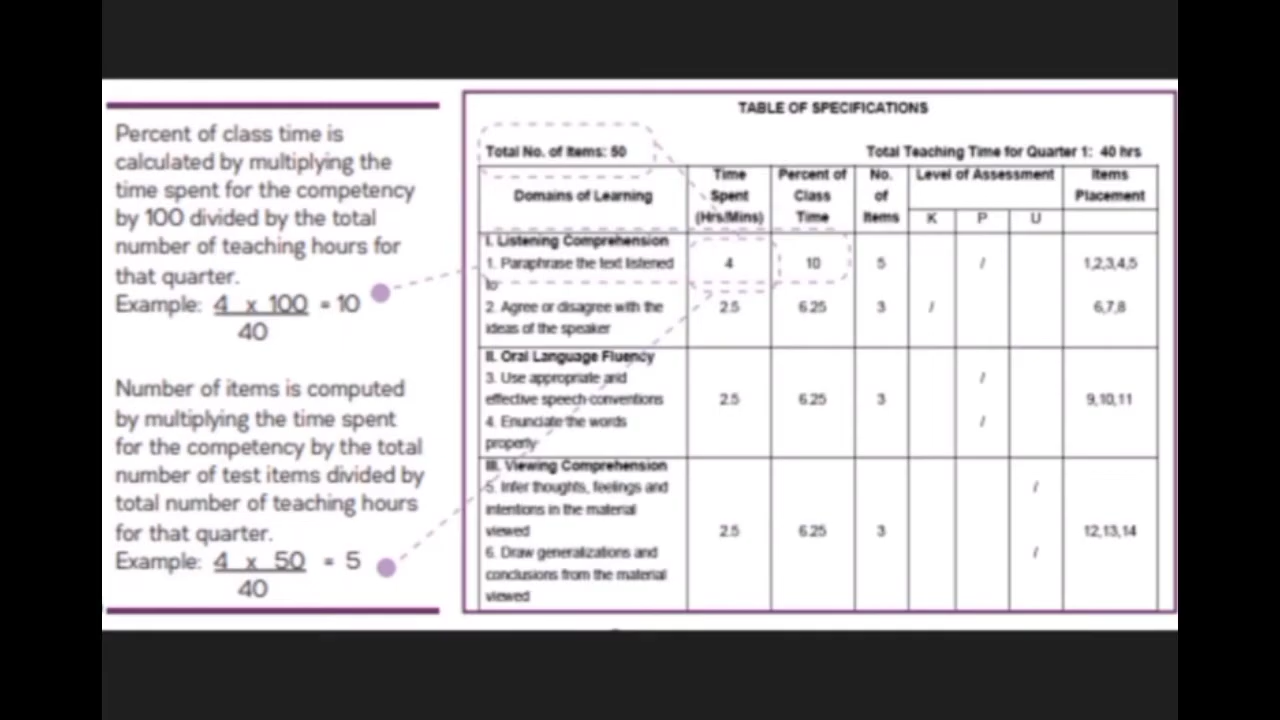 Percent of class time is
calculated by multiplying the
time spent for the competency
by 100 divided by the total
number of teaching hours for
that quarter.
Example: 4 x 100 = 10
40
Number of items is computed
by multiplying the time spent
for the competency by the total
number of test items divided by
total number of teaching hours
for that quarter.
Example: 4 x 50 = 5
40
TABLE OF SPECIFICATIONS
Total No. of Items: 50 Total Teaching Time for Quarter 1: 40 hrs
Domains of Learning
Time
Spent
(Hrs/Mins)
Percent of
Class
Time
No.
of
Items
Level of Assessment
K P U
Items
Placement
I. Listening Comprehension
1. Paraphrase the text listened
to
4 10 5 / 1,2,3,4,5
2. Agree or disagree with the
ideas of the speaker
2.5 6.25 3 / 6,7,8
II. Oral Language Fluency
3. Use appropriate and /
effective speech conventions
2.5 6.25 3 9,10,11
4. Enunciate the words /
properly
III. Viewing Comprehension
5. Infer thoughts, feelings and /
intentions in the material
viewed
2.5 6.25 3 12,13,14
6. Draw generalizations and /
conclusions from the material
viewed